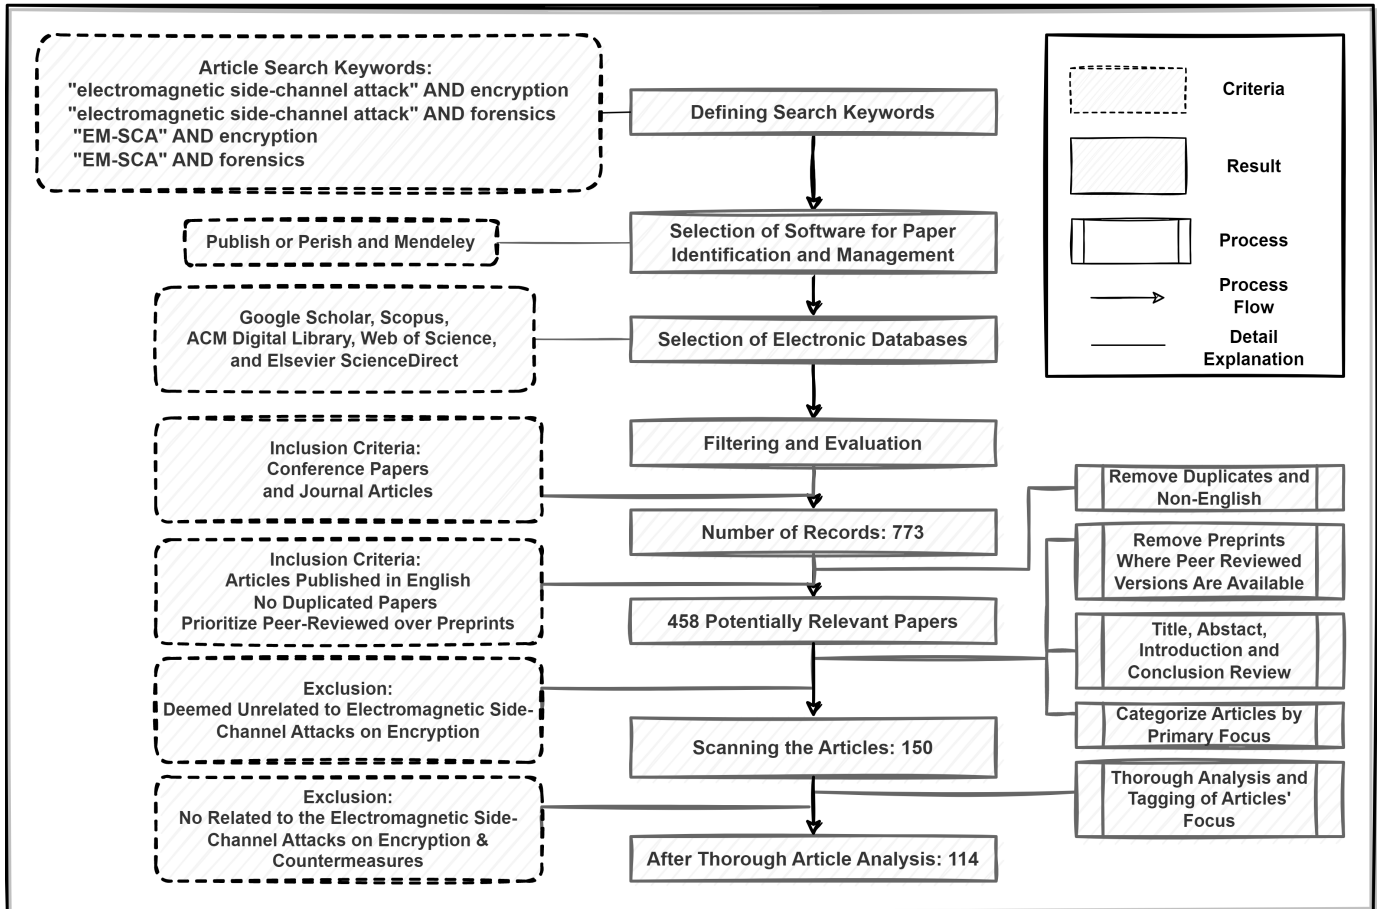 Article Search Keywords:
"electromagnetic side-channel attack" AND encryption
"electromagnetic side-channel attack" AND forensics
"EM-SCA" AND encryption
"EM-SCA" AND forensics
Defining Search Keywords
Publish or Perish and Mendeley
Selection of Software for Paper
Identification and Management
Google Scholar, Scopus,
ACM Digital Library, Web of Science,
and Elsevier ScienceDirect
Selection of Electronic Databases
Inclusion Criteria:
Conference Papers
and Journal Articles
Filtering and Evaluation
Number of Records: 773
Inclusion Criteria:
Articles Published in English
No Duplicated Papers
Prioritize Peer-Reviewed over Preprints
458 Potentially Relevant Papers
Exclusion:
Deemed Unrelated to Electromagnetic Side-
Channel Attacks on Encryption
Scanning the Articles: 150
Exclusion:
No Related to the Electromagnetic Side-
Channel Attacks on Encryption &
Countermeasures
After Thorough Article Analysis: 114
Criteria
Result
Process
Process
Flow
Detail
Explanation
Remove Duplicates and
Non-English
Remove Preprints
Where Peer Reviewed
Versions Are Available
Title, Abstact,
Introduction and
Conclusion Review
Categorize Articles by
Primary Focus
Thorough Analysis and
Tagging of Articles'
Focus